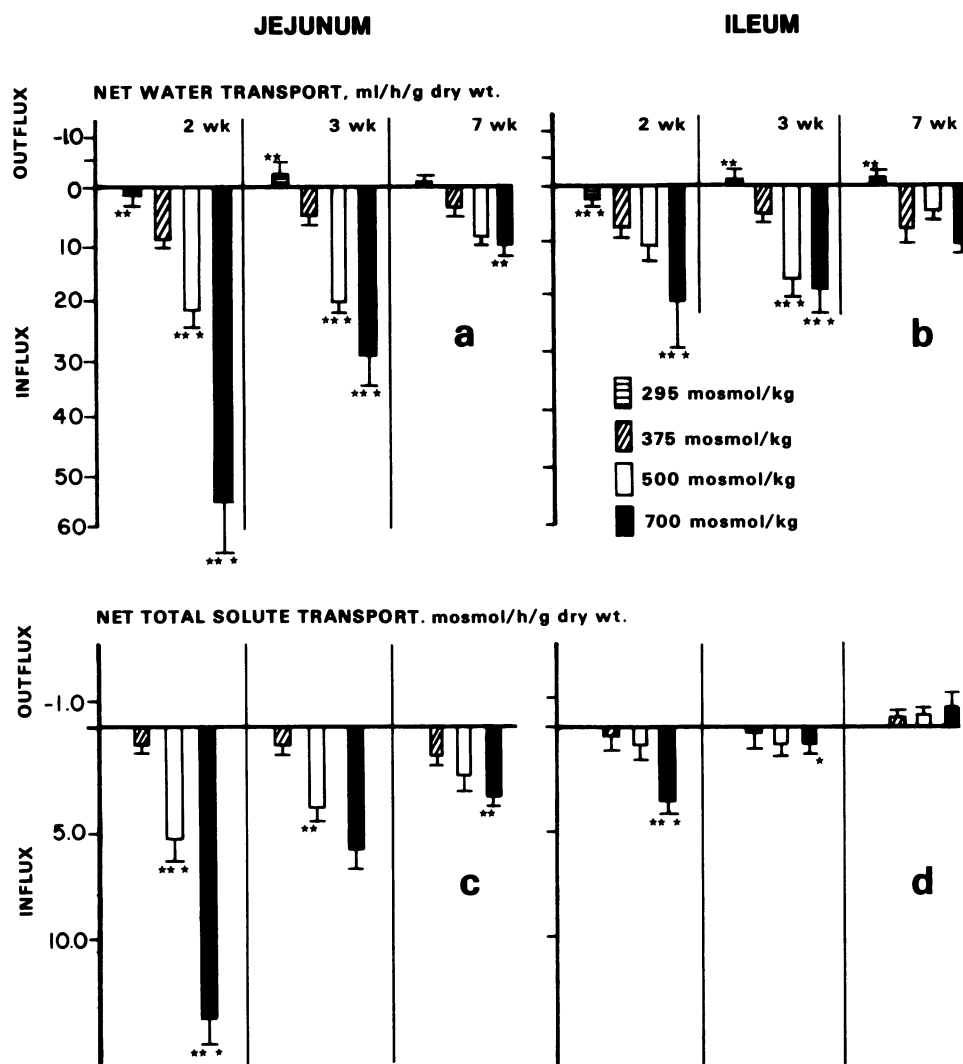 JEJUNUM
ILEUM
NET WATER TRANSPORT, ml/h/g dry wt.
OUTFLUX
INFLUX
2 wk
3 wk
7 wk
2 wk
3 wk
7 wk
-10
0
10
20
30
40
50
60
**
***
***
**
***
***
**
***
***
**
***
***
**
a
b
295 mosmol/kg
375 mosmol/kg
500 mosmol/kg
700 mosmol/kg
NET TOTAL SOLUTE TRANSPORT. mosmol/h/g dry wt.
OUTFLUX
INFLUX
-1.0
5.0
10.0
***
***
**
**
***
*
c
d